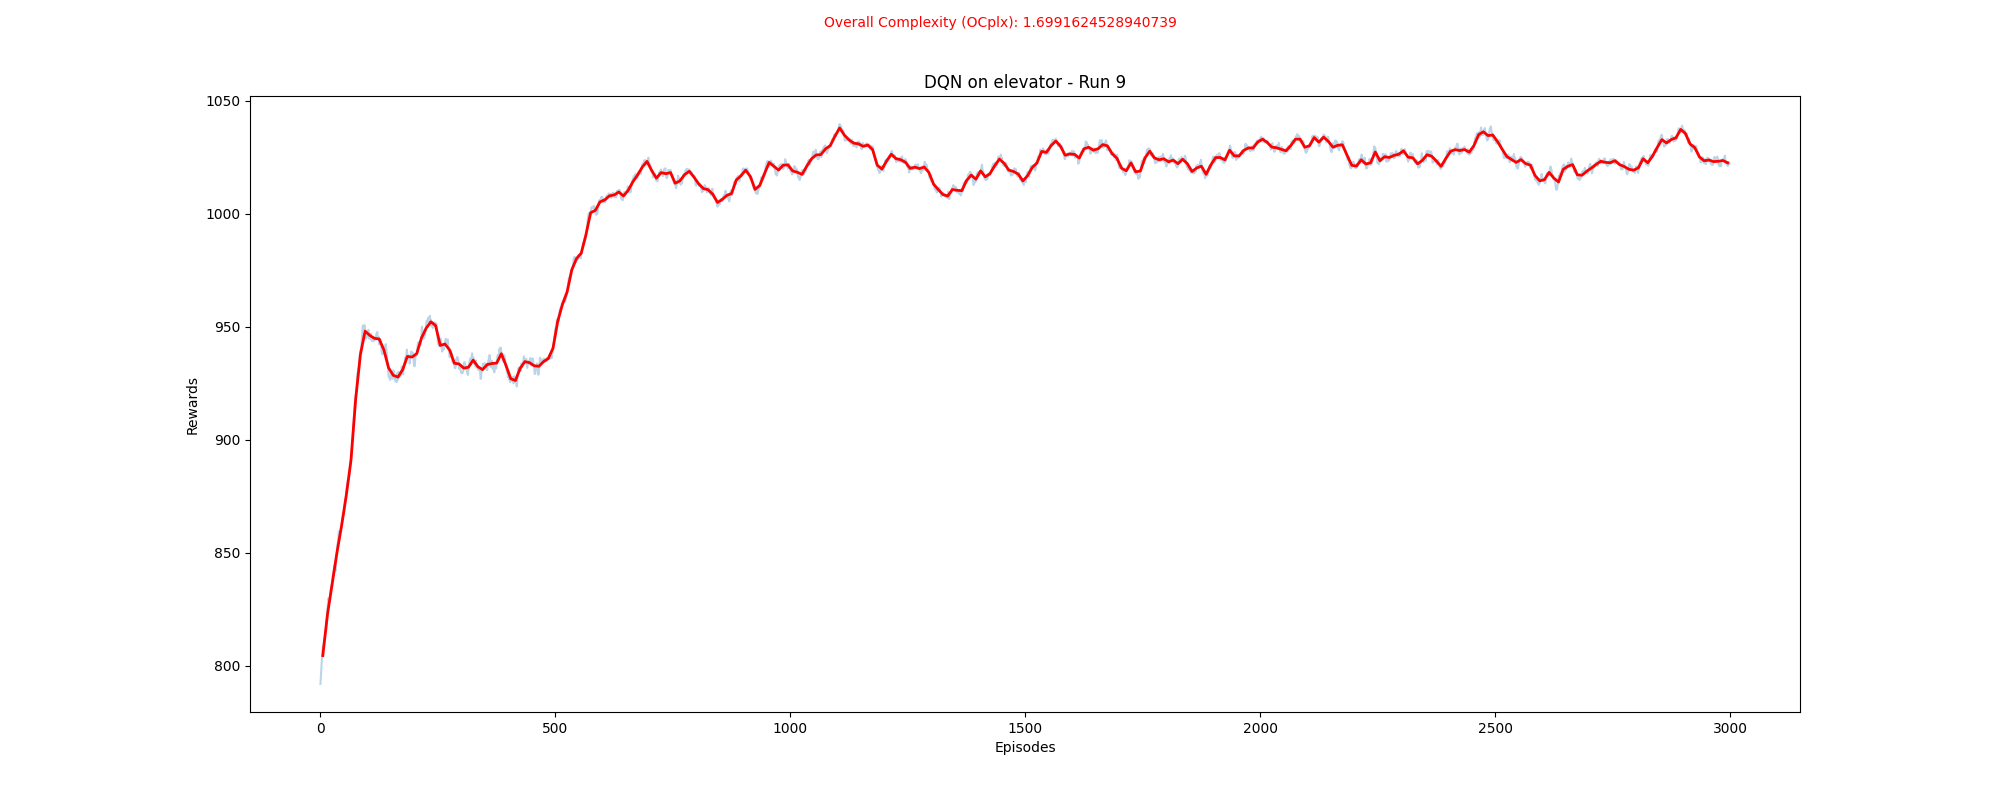 Overall Complexity (OCplx): 1.6991624528940739
DQN on elevator - Run 9
1050
1000
950
900
850
800
Rewards
0 500 1000 1500 2000 2500 3000
Episodes